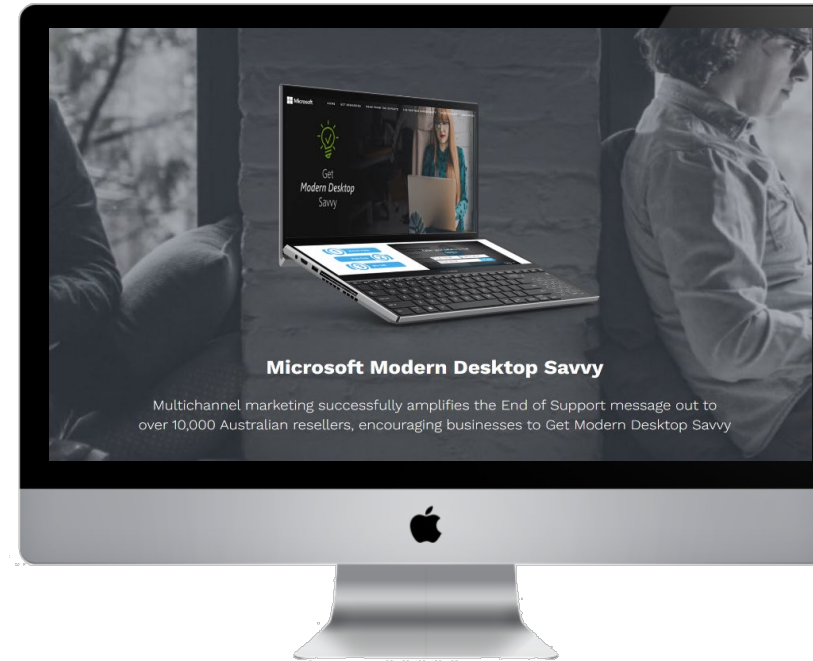 Microsoft
HOME
Get
Modern Desktop
Savvy
Microsoft Modern Desktop Savvy
Multichannel marketing successfully amplifies the End of Support message out to
over 10,000 Australian resellers, encouraging businesses to Get Modern Desktop Savvy